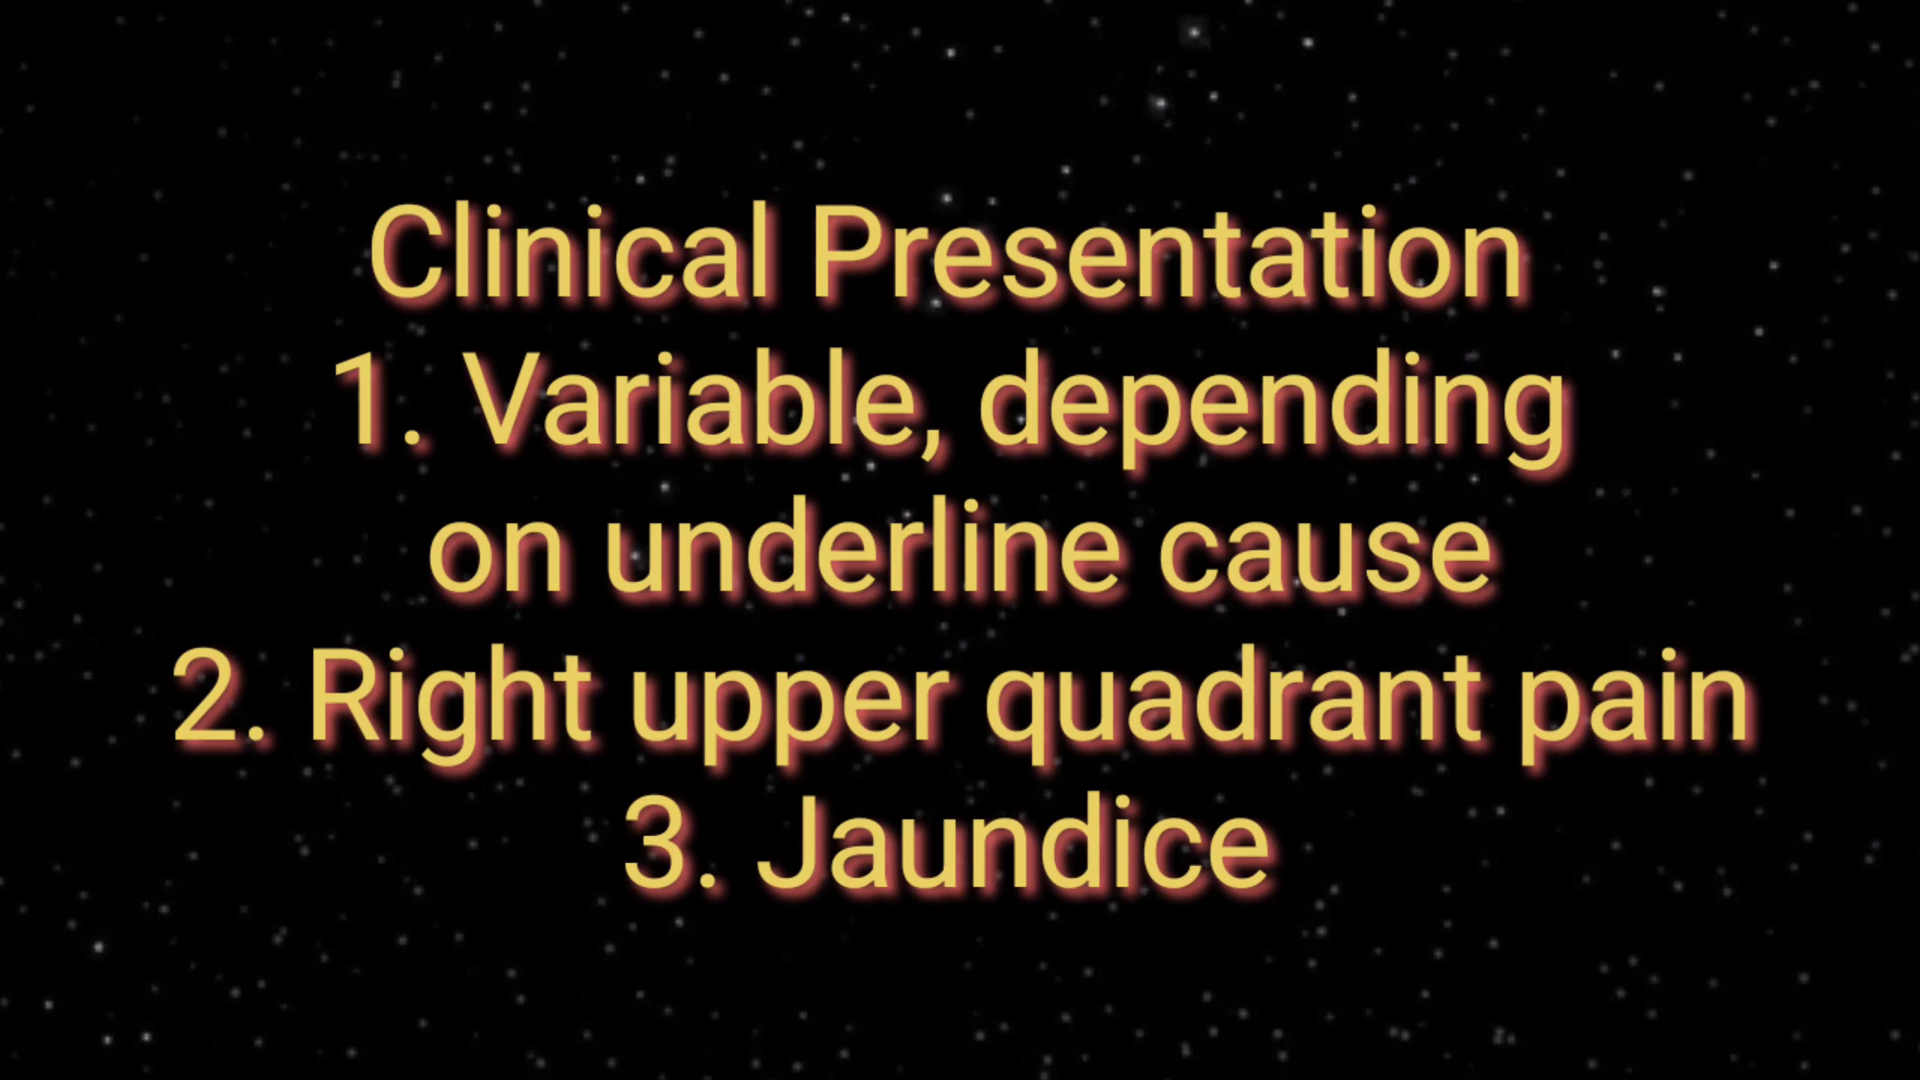 Clinical Presentation
1. Variable, depending
on underline cause
2. Right upper quadrant pain
3. Jaundice